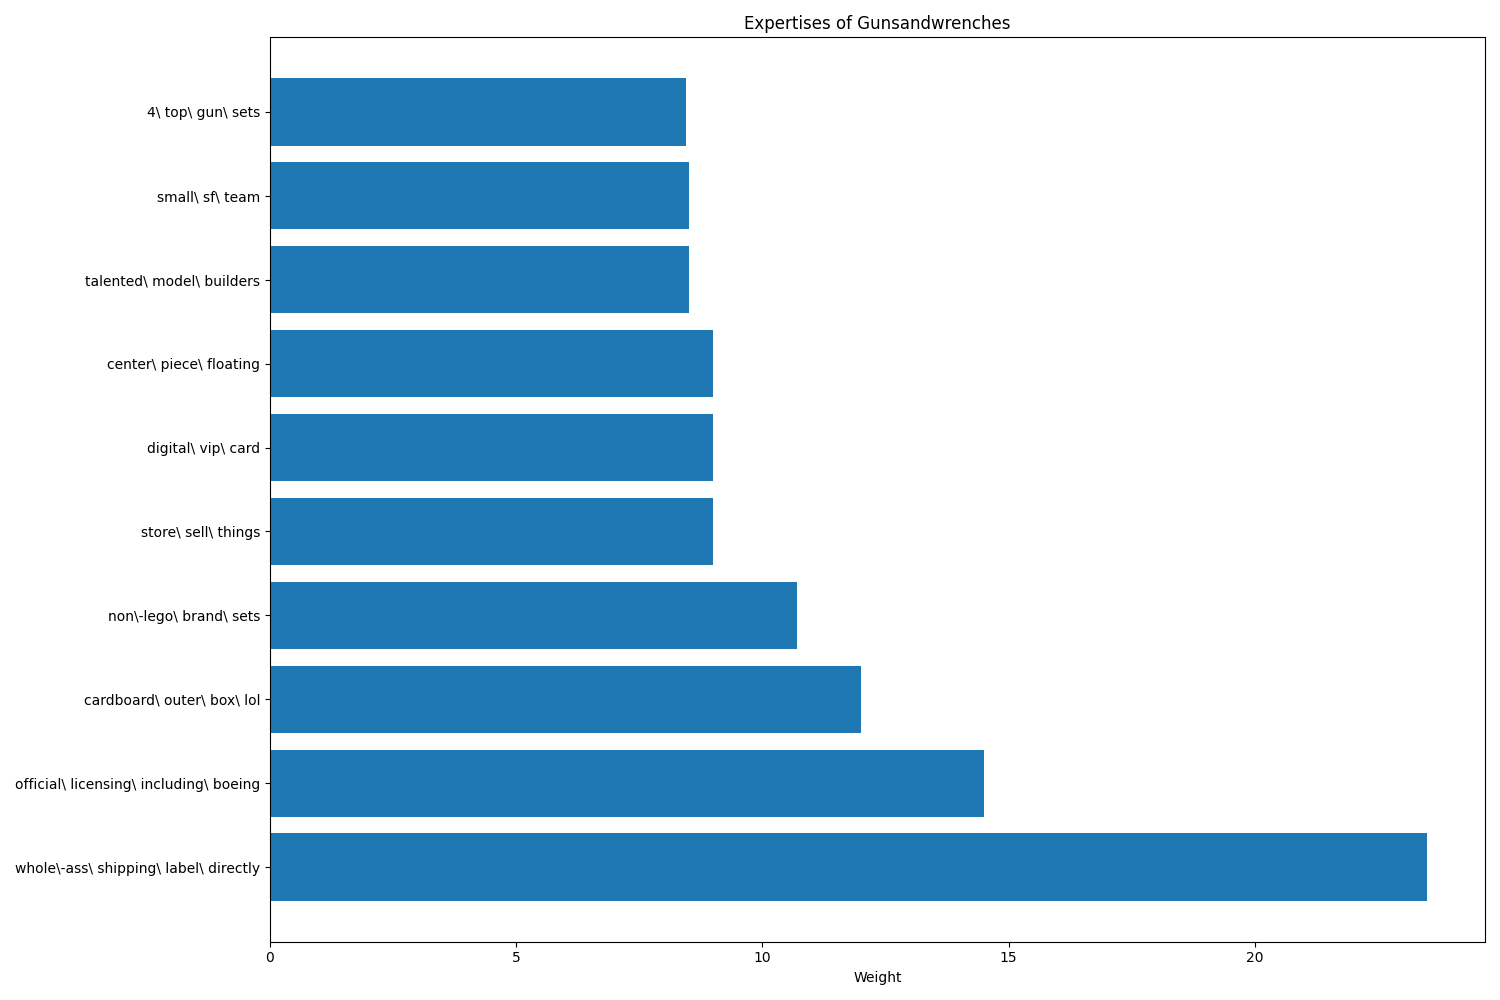 Expertises of Gunsandwrenches
4\ top\ gun\ sets
small\ sf\ team
talented\ model\ builders
center\ piece\ floating
digital\ vip\ card
store\ sell\ things
non\-lego\ brand\ sets
cardboard\ outer\ box\ lol
official\ licensing\ including\ boeing
whole\-ass\ shipping\ label\ directly
0 5 10 15 20
Weight